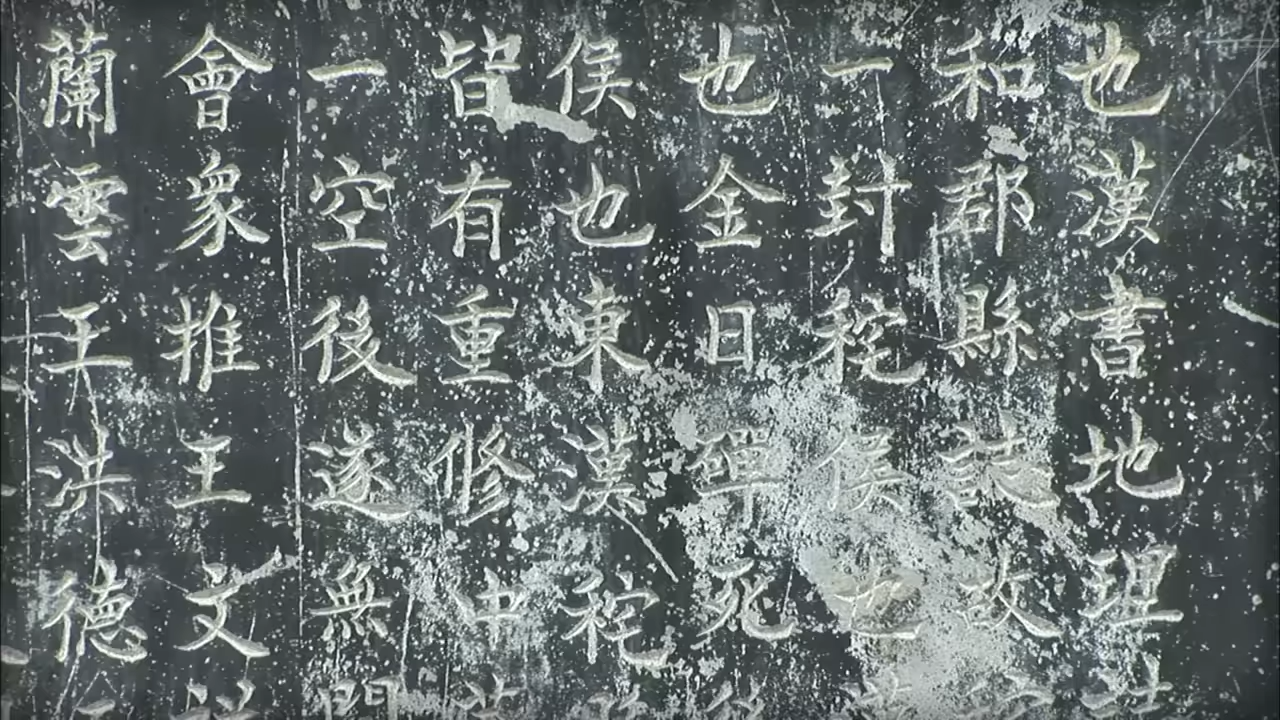 也漢書地理
和郡縣誌故
一封秺侯也
也金日磾死
侯也東漢秺
皆有重修中
一空後遂無
會衆推王文
蘭雲王洪德